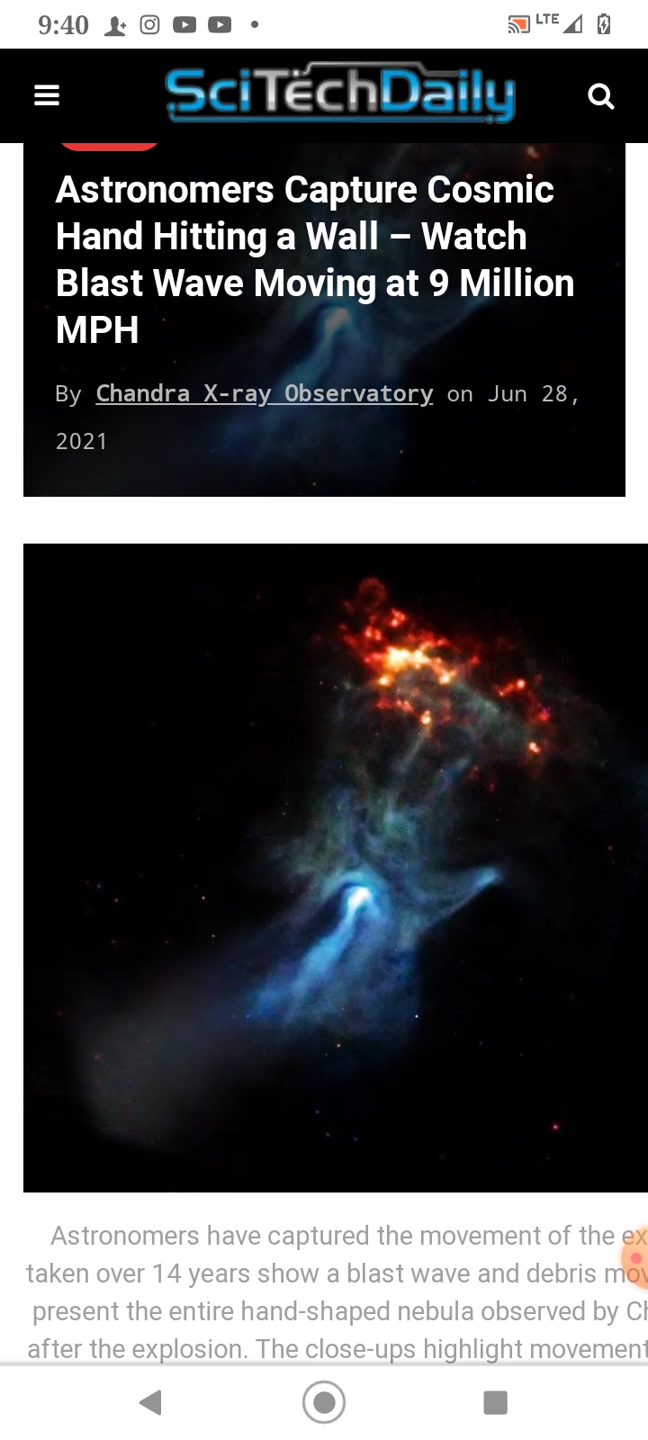 9:40
LTE
SciTechDaily
Astronomers Capture Cosmic
Hand Hitting a Wall – Watch
Blast Wave Moving at 9 Million
MPH
By Chandra X-ray Observatory on Jun 28,
2021
Astronomers have captured the movement of the
taken over 14 years show a blast wave and debris
present the entire hand-shaped nebula observed by
after the explosion. The close-ups highlight movement